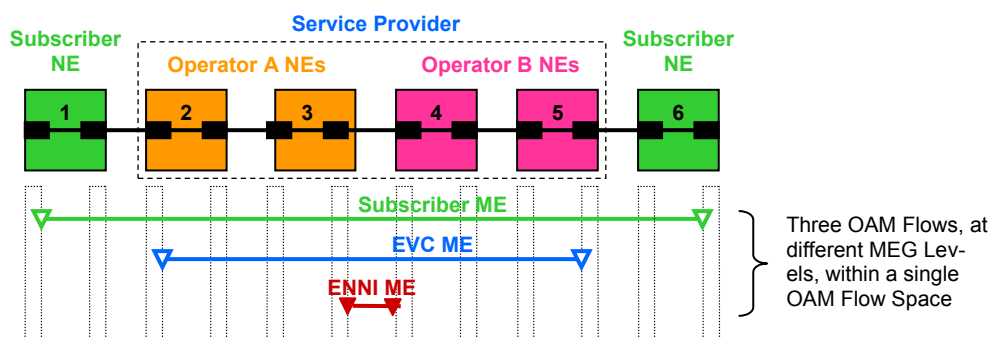 Service Provider
Subscriber
NE
Operator A NEs
Operator B NEs
Subscriber
NE
1
2
3
4
5
6
Subscriber ME
EVC ME
ENNI ME
Three OAM Flows, at
different MEG Lev-
els, within a single
OAM Flow Space